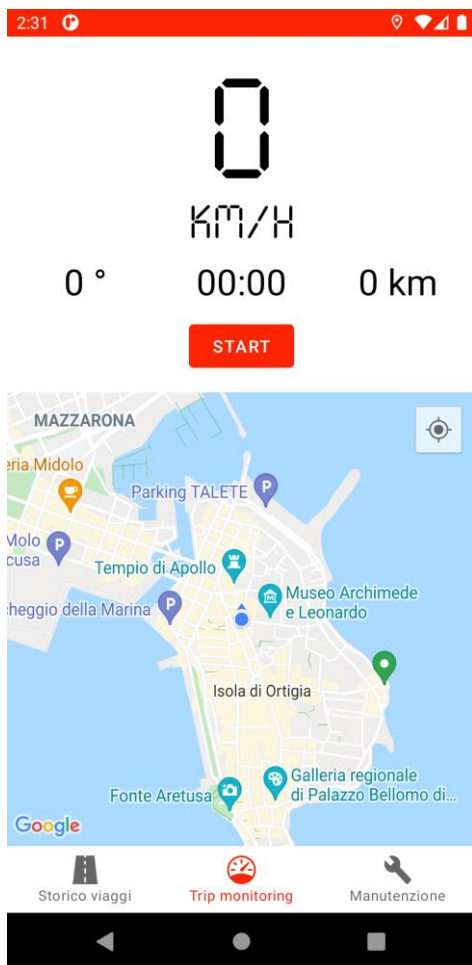 2:31
0
KM/H
0 °
00:00
0 km
START
MAZZARONA
eria Midolo
Parking TALETE
P
Molo
cusa
P
Tempio di Apollo
Museo Archimede
e Leonardo
cheggio della Marina
P
Isola di Ortigia
Galleria regionale
di Palazzo Bellomo di...
Fonte Aretusa
Google
Storico viaggi
Trip monitoring
Manutenzione